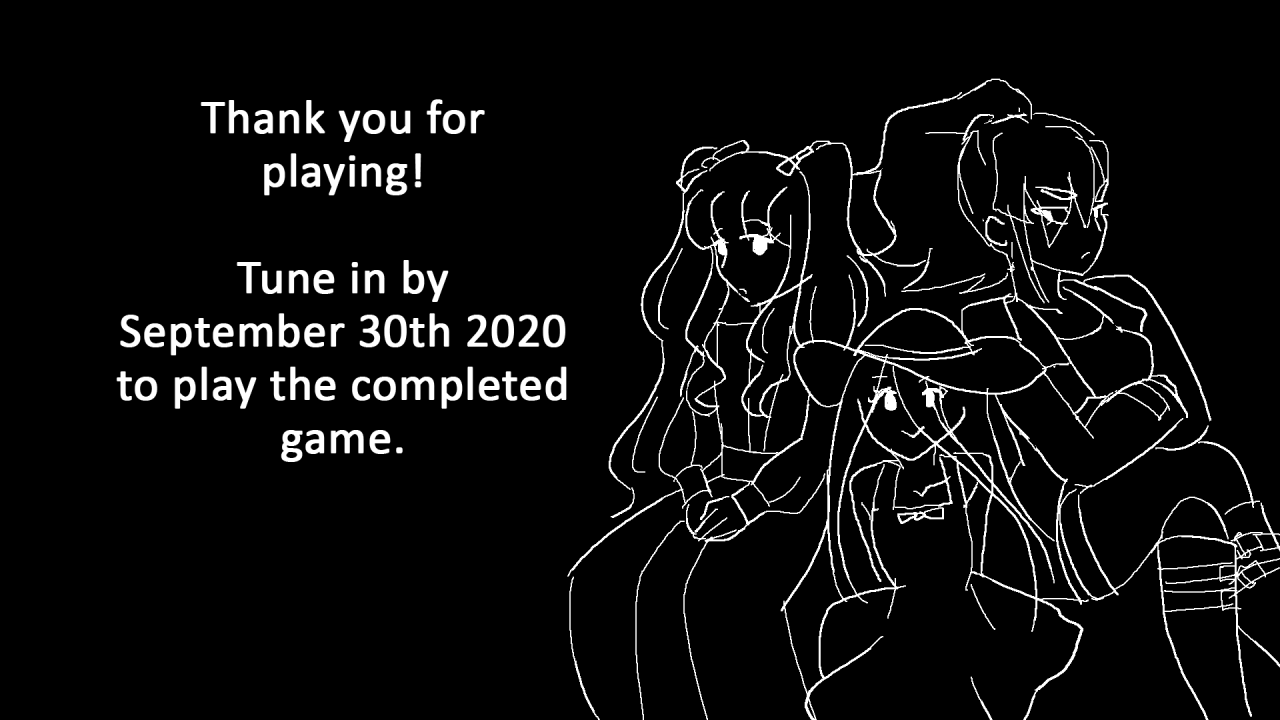 Thank you for
playing!
Tune in by
September 30th 2020
to play the completed
game.